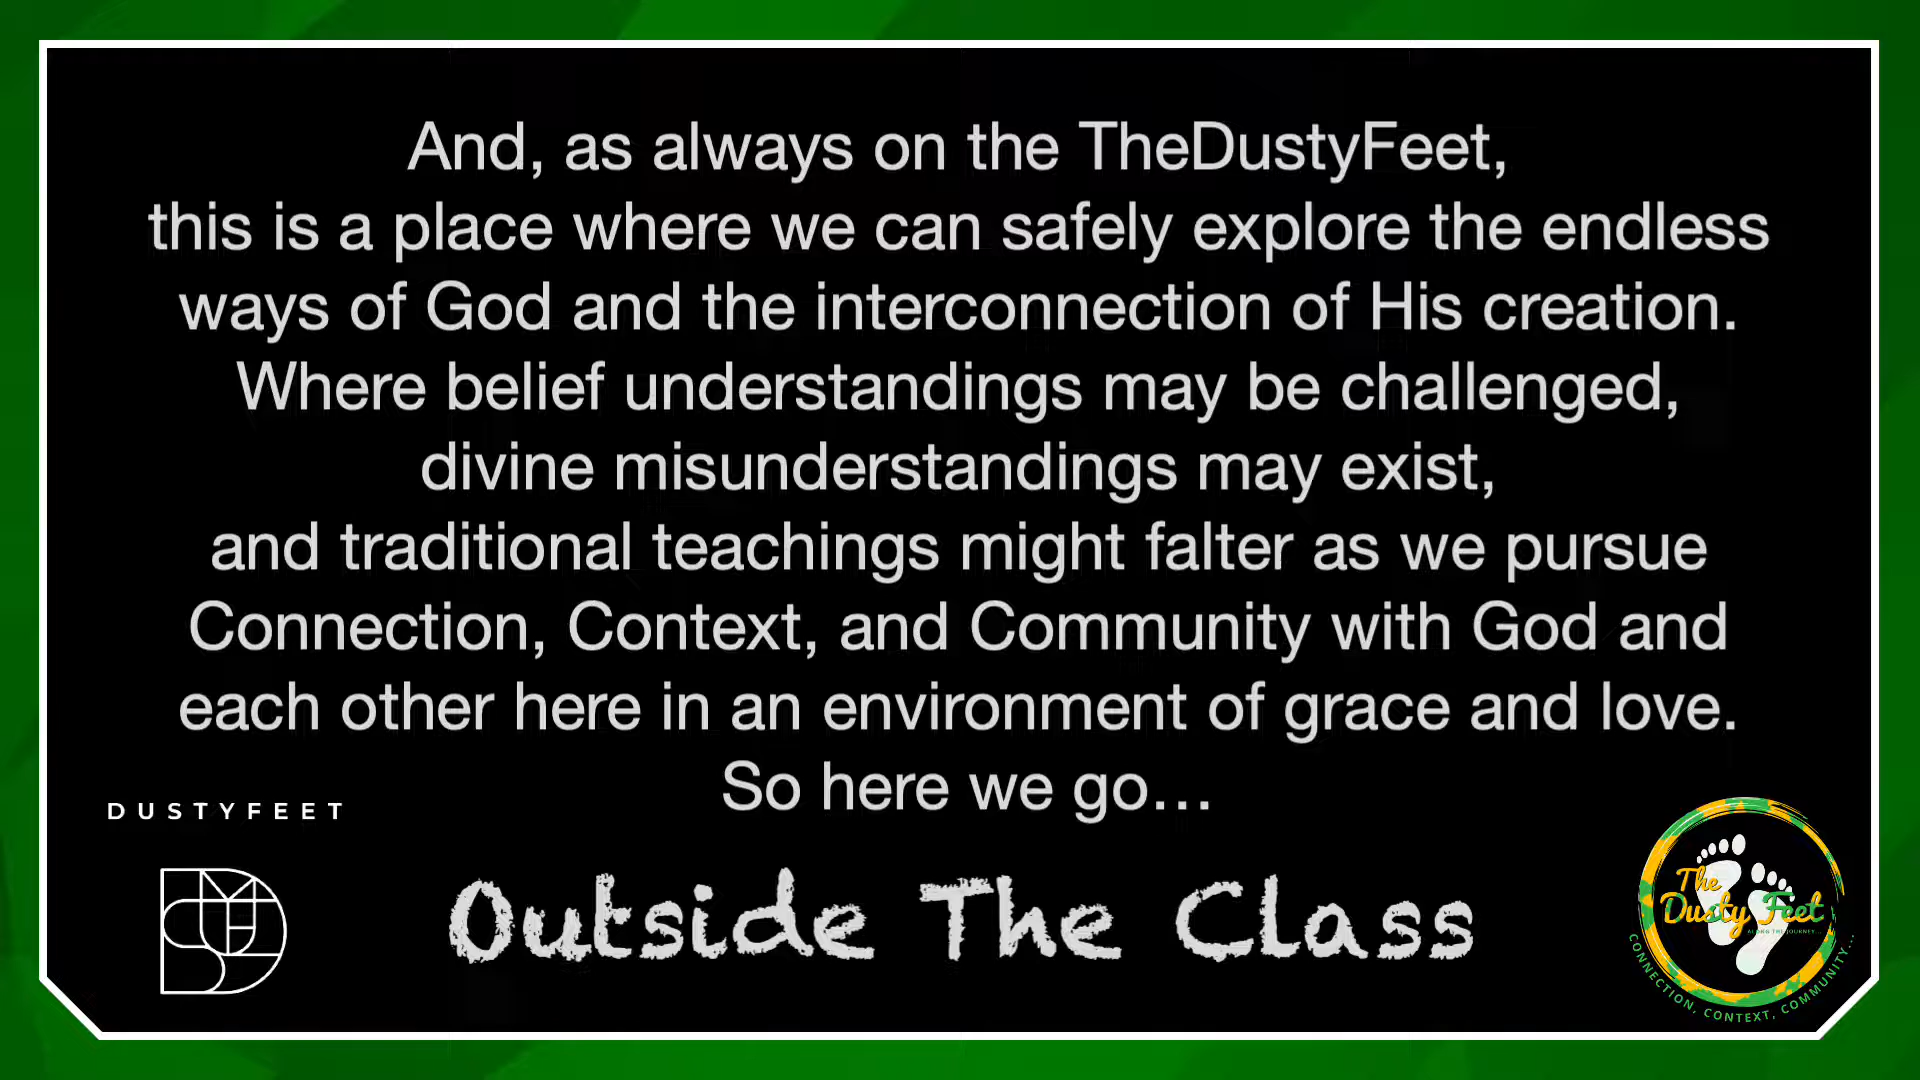 And, as always on the TheDustyFeet,
this is a place where we can safely explore the endless
ways of God and the interconnection of His creation.
Where belief understandings may be challenged,
divine misunderstandings may exist,
and traditional teachings might falter as we pursue
Connection, Context, and Community with God and
each other here in an environment of grace and love.
So here we go…
DUSTYFEET
Outside The Class
The
Dusty Feet
ALONG THE JOURNEY...
CONNECTION, CONTEXT, COMMUNITY...